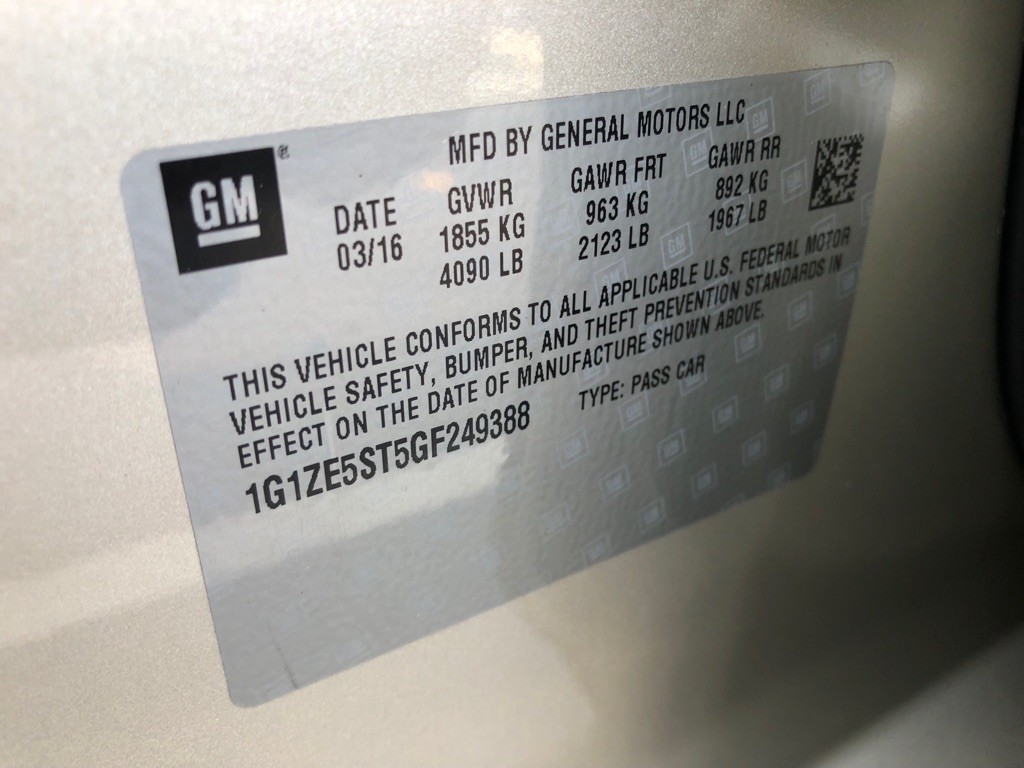 GM®
MFD BY GENERAL MOTORS LLC
DATE GVWR GAWR FRT GAWR RR
03/16 1855 KG 963 KG 892 KG
4090 LB 2123 LB 1967 LB
THIS VEHICLE CONFORMS TO ALL APPLICABLE U.S. FEDERAL MOTOR
VEHICLE SAFETY, BUMPER, AND THEFT PREVENTION STANDARDS IN
EFFECT ON THE DATE OF MANUFACTURE SHOWN ABOVE.
1G1ZE5ST5GF249388 TYPE: PASS CAR